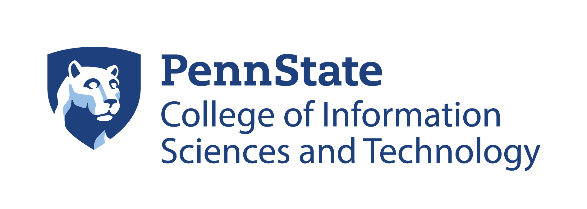 PennState
College of Information
Sciences and Technology